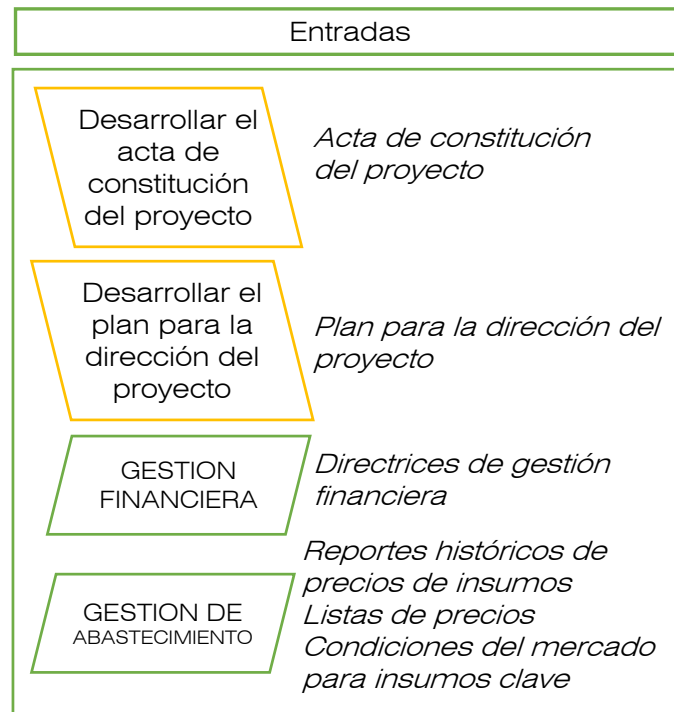 Entradas
Desarrollar el
acta de
constitución
del proyecto
Acta de constitución
del proyecto
Desarrollar el
plan para la
dirección del
proyecto
Plan para la dirección del
proyecto
GESTION
FINANCIERA
Directrices de gestión
financiera
GESTION DE
ABASTECIMIENTO
Reportes históricos de
precios de insumos
Listas de precios
Condiciones del mercado
para insumos clave